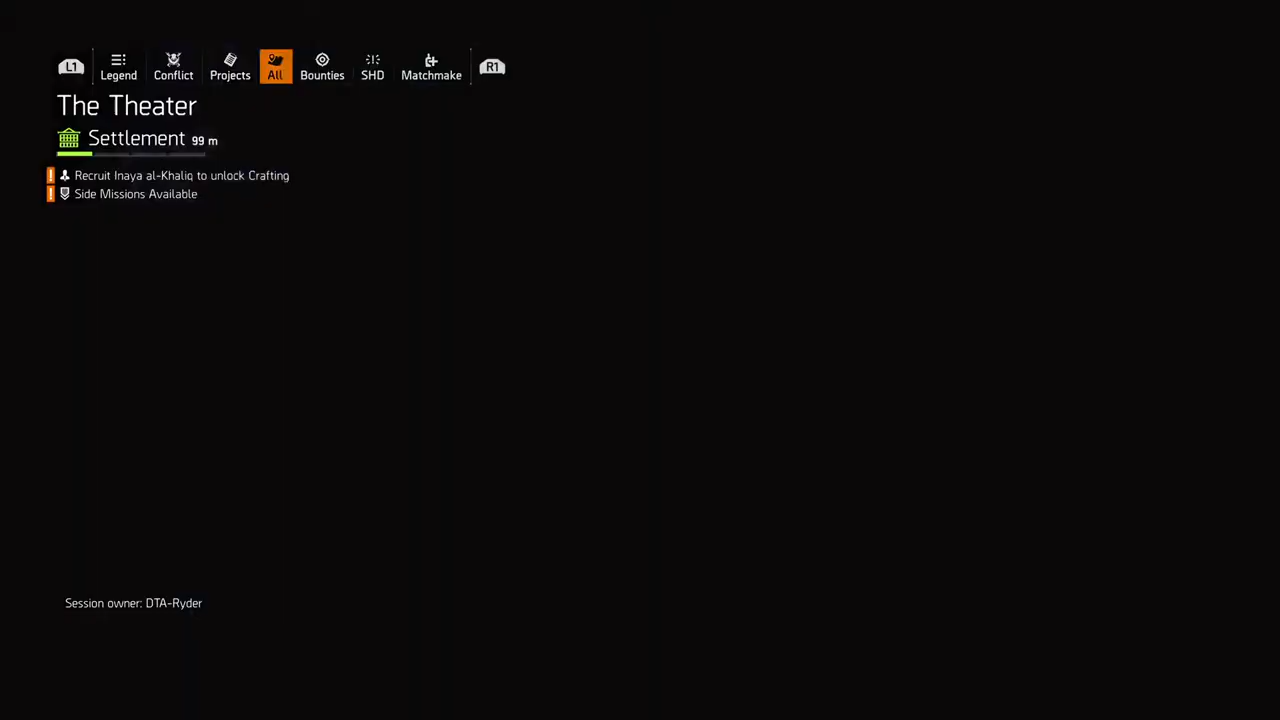 L1 Legend Conflict Projects All Bounties SHD Matchmake R1
The Theater
Settlement 99 m
! Recruit Inaya al-Khaliq to unlock Crafting
! Side Missions Available
Session owner: DTA-Ryder